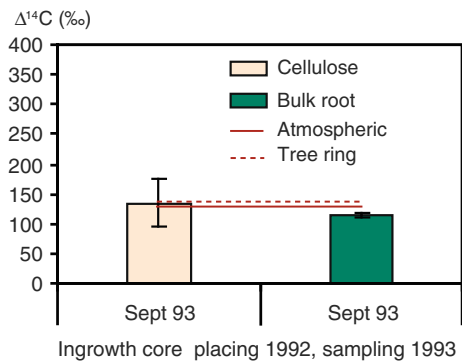 Δ¹⁴C (‰)
400
350
300
250
200
150
100
50
0
Cellulose
Bulk root
Atmospheric
Tree ring
Sept 93 Sept 93
Ingrowth core placing 1992, sampling 1993